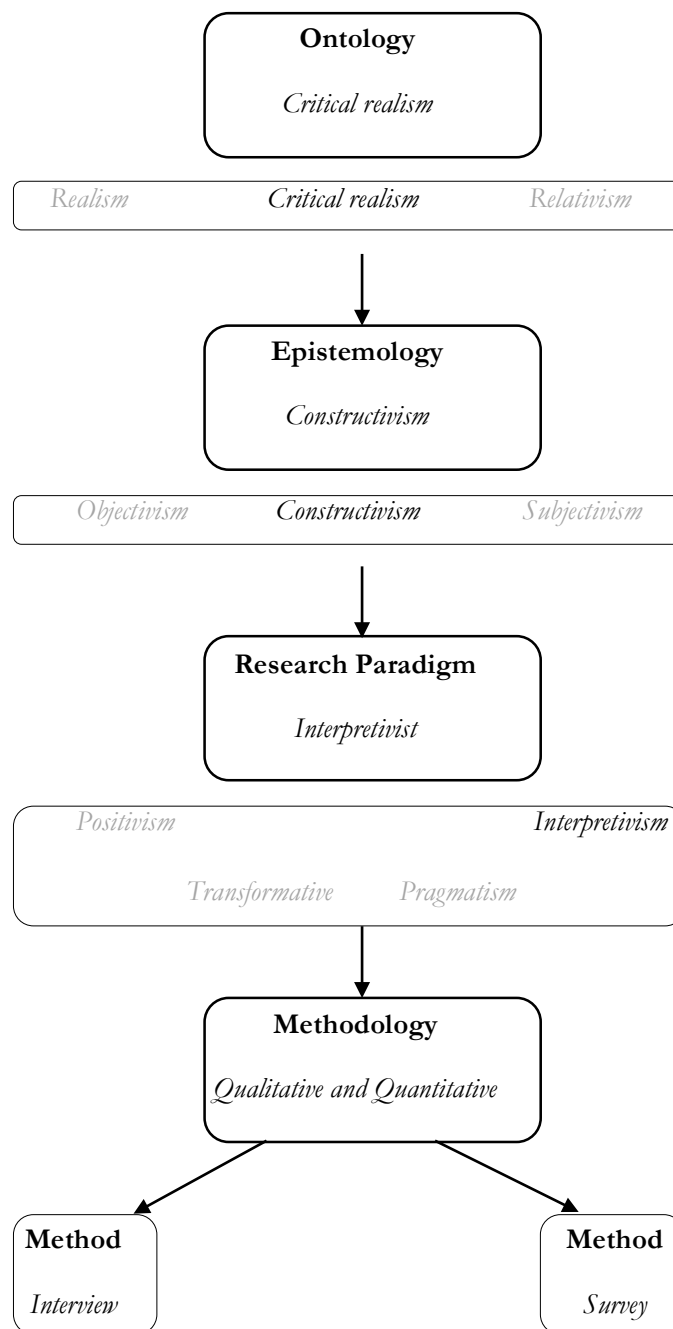 Ontology
Critical realism
Realism Critical realism Relativism
Epistemology
Constructivism
Objectivism Constructivism Subjectivism
Research Paradigm
Interpretivist
Positivism Interpretivism
Transformative Pragmatism
Methodology
Qualitative and Quantitative
Method Method
Interview Survey